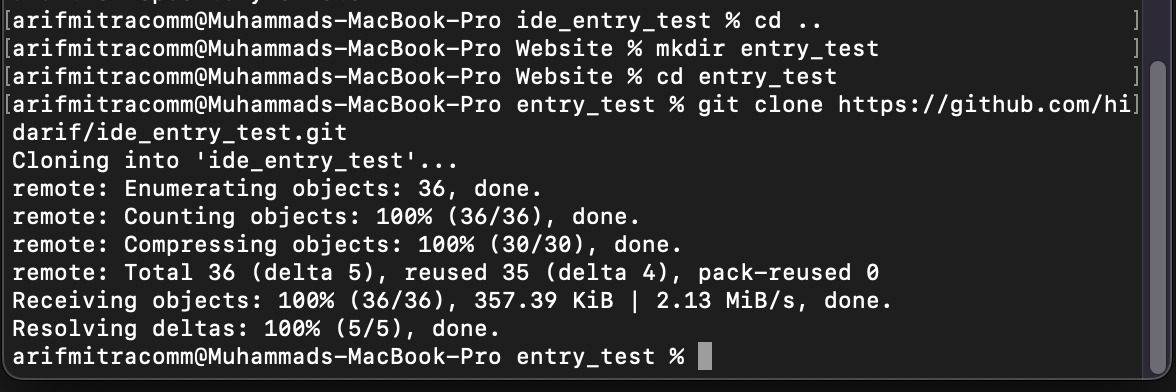 [arifmitracomm@Muhammads-MacBook-Pro ide_entry_test % cd .. ]
[arifmitracomm@Muhammads-MacBook-Pro Website % mkdir entry_test ]
[arifmitracomm@Muhammads-MacBook-Pro Website % cd entry_test ]
[arifmitracomm@Muhammads-MacBook-Pro entry_test % git clone https://github.com/hi]
darif/ide_entry_test.git
Cloning into 'ide_entry_test'...
remote: Enumerating objects: 36, done.
remote: Counting objects: 100% (36/36), done.
remote: Compressing objects: 100% (30/30), done.
remote: Total 36 (delta 5), reused 35 (delta 4), pack-reused 0
Receiving objects: 100% (36/36), 357.39 KiB | 2.13 MiB/s, done.
Resolving deltas: 100% (5/5), done.
arifmitracomm@Muhammads-MacBook-Pro entry_test %